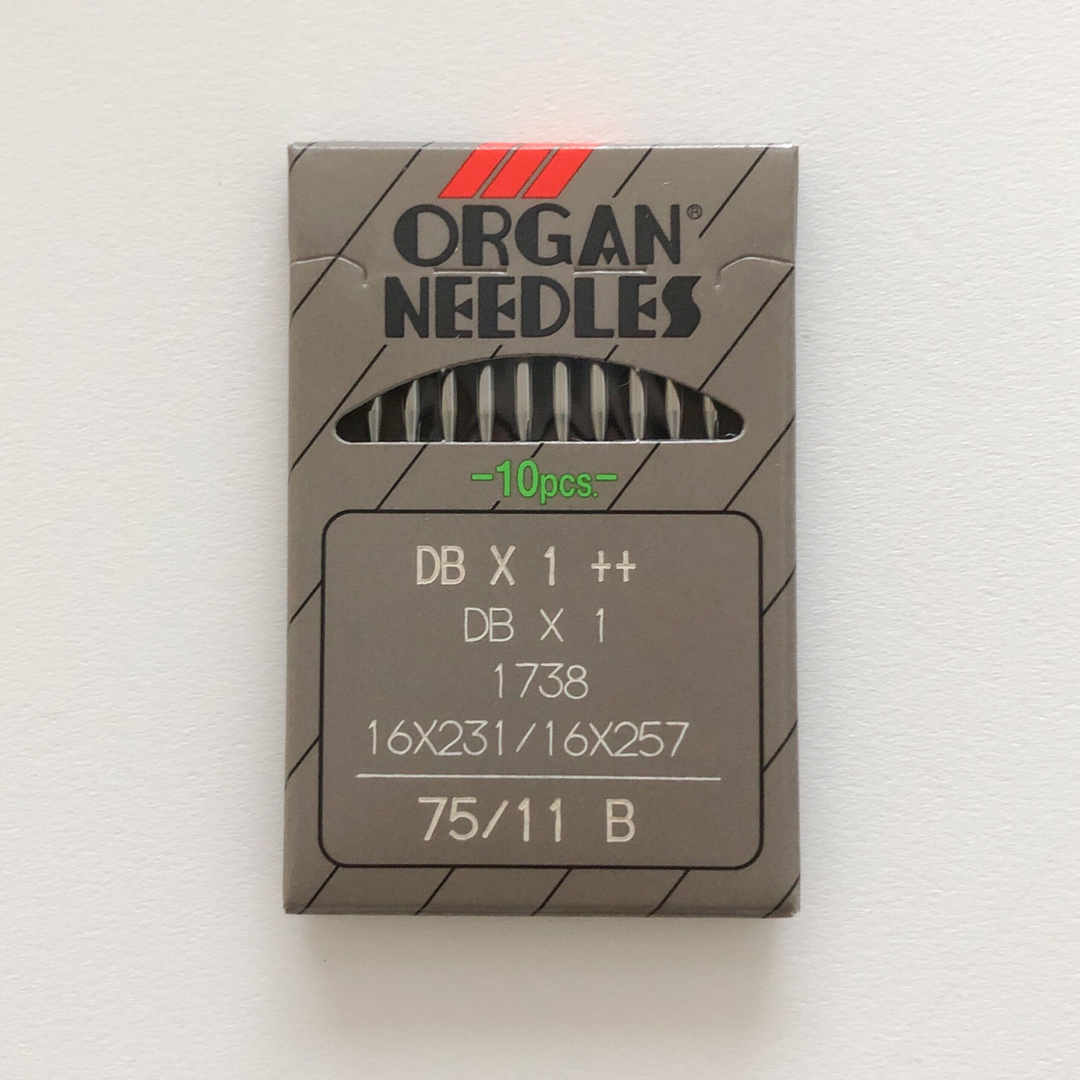 ORGAN®
NEEDLES
-10pcs.-
DB X 1 ++
DB X 1
1738
16X231/16X257
75/11 B